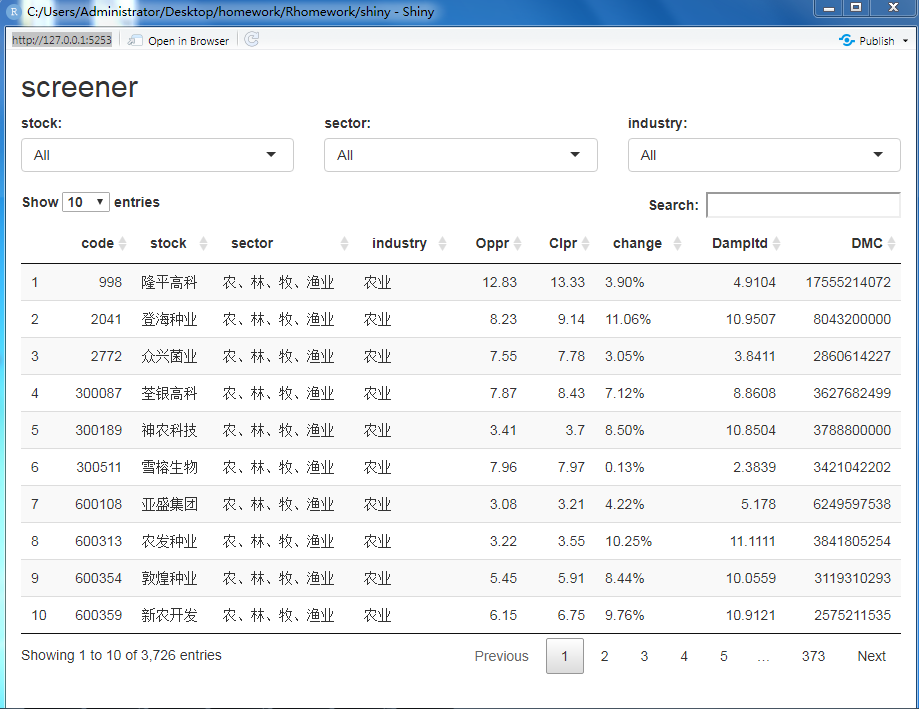 C:/Users/Administrator/Desktop/homework/Rhomework/shiny - Shiny
http://127.0.0.1:5253 Open in Browser Publish
screener
stock: sector: industry:
All All All
Show 10 entries Search:
code stock sector industry Oppr Clpr change Dampltd DMC
1 998 隆平高科 农、林、牧、渔业 农业 12.83 13.33 3.90% 4.9104 17555214072
2 2041 登海种业 农、林、牧、渔业 农业 8.23 9.14 11.06% 10.9507 8043200000
3 2772 众兴菌业 农、林、牧、渔业 农业 7.55 7.78 3.05% 3.8411 2860614227
4 300087 荃银高科 农、林、牧、渔业 农业 7.87 8.43 7.12% 8.8608 3627682499
5 300189 神农科技 农、林、牧、渔业 农业 3.41 3.7 8.50% 10.8504 3788800000
6 300511 雪榕生物 农、林、牧、渔业 农业 7.96 7.97 0.13% 2.3839 3421042202
7 600108 亚盛集团 农、林、牧、渔业 农业 3.08 3.21 4.22% 5.178 6249597538
8 600313 农发种业 农、林、牧、渔业 农业 3.22 3.55 10.25% 11.1111 3841805254
9 600354 敦煌种业 农、林、牧、渔业 农业 5.45 5.91 8.44% 10.0559 3119310293
10 600359 新农开发 农、林、牧、渔业 农业 6.15 6.75 9.76% 10.9121 2575211535
Showing 1 to 10 of 3,726 entries Previous 1 2 3 4 5 … 373 Next